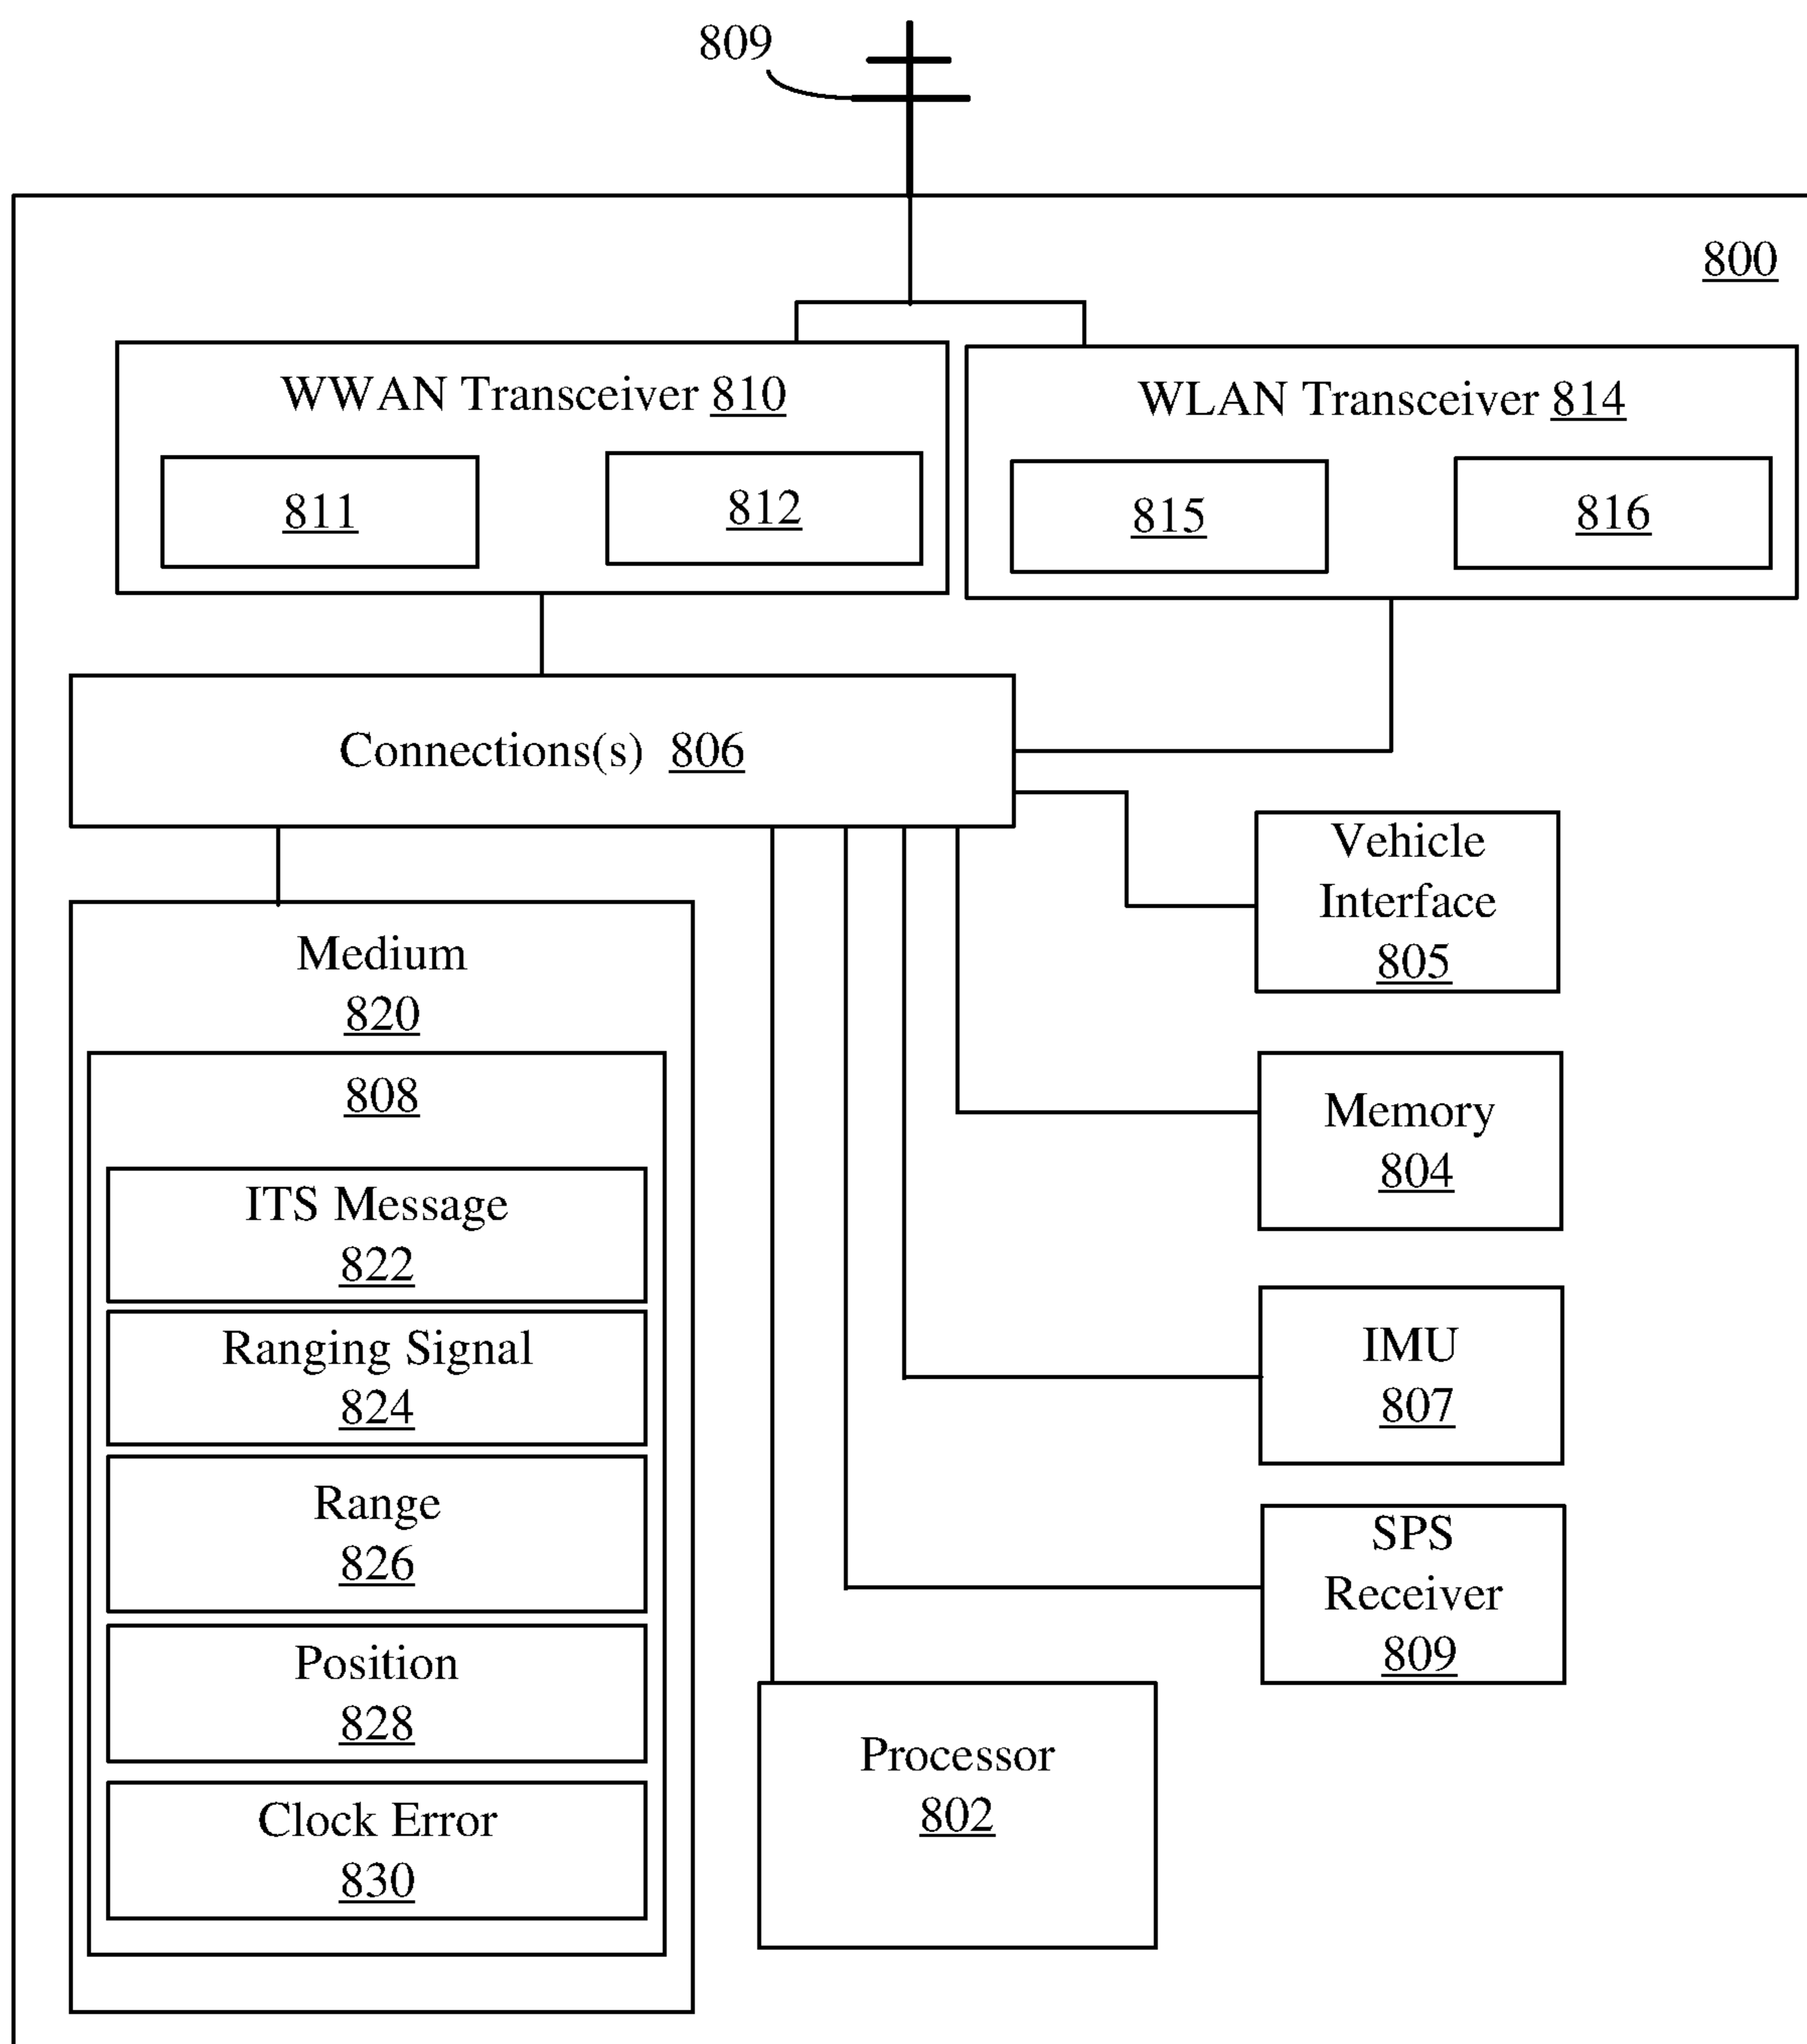 809
800
WWAN Transceiver 810
811
812
WLAN Transceiver 814
815
816
Connections(s) 806
Vehicle
Interface
805
Medium
820
808
ITS Message
822
Ranging Signal
824
Range
826
Position
828
Clock Error
830
Memory
804
IMU
807
SPS
Receiver
809
Processor
802